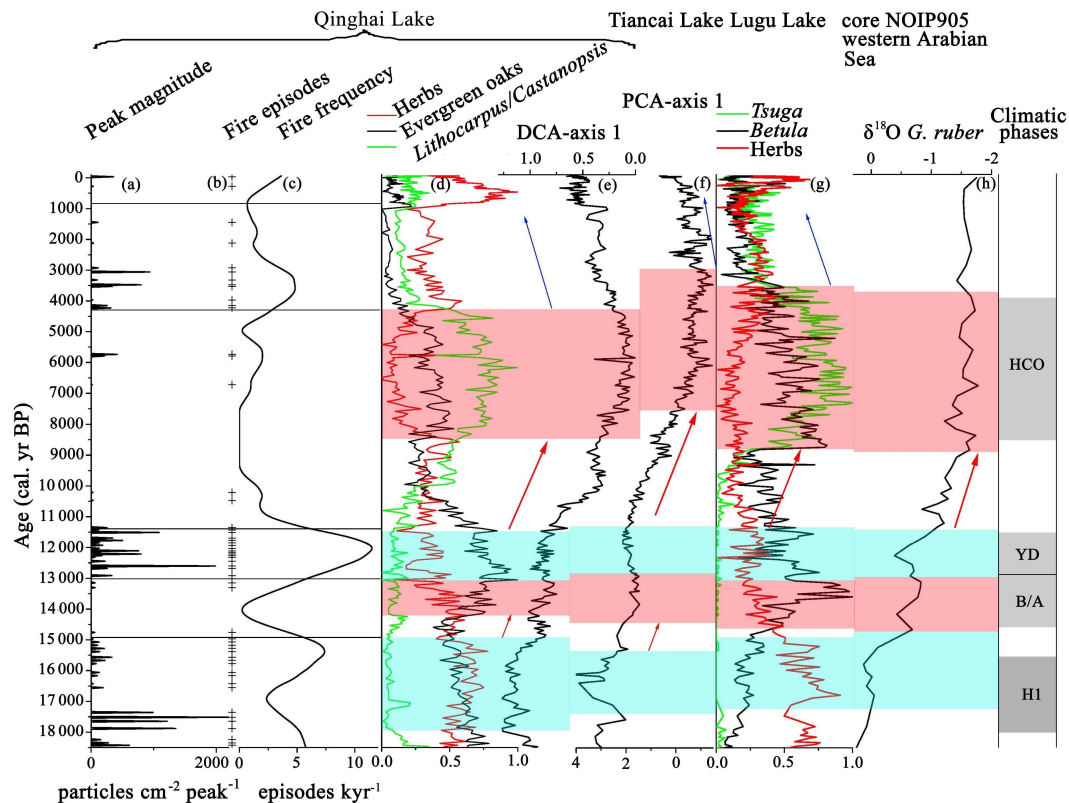 Qinghai Lake
Tiancai Lake Lugu Lake
core NOIP905
western Arabian
Sea
Peak magnitude
Fire episodes
Fire frequency
Herbs
Evergreen oaks
Lithocarpus/Castanopsis
DCA-axis 1
PCA-axis 1
Tsuga
Betula
Herbs
δ18O G. ruber
Climatic
phases
1.0 0.5 0.0
0 -1 -2
(a) (b) (c) (d) (e) (f) (g) (h)
Age (cal. yr BP)
0
1000
2000
3000
4000
5000
6000
7000
8000
9000
10 000
11 000
12 000
13 000
14 000
15 000
16 000
17 000
18 000
HCO
YD
B/A
H1
0 1000 2000
0 5 10
0.5 1.0
4 2 0
0
0.0 0.5 1.0
particles cm-2 peak-1
episodes kyr-1